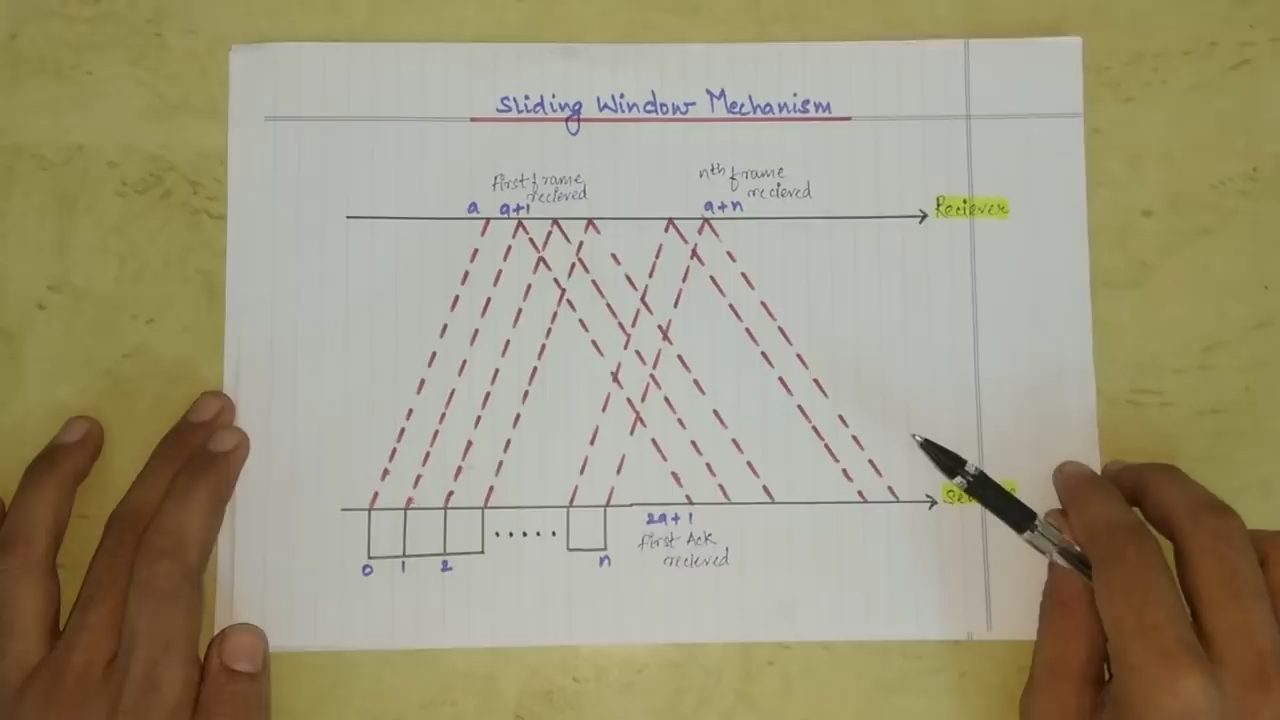 Sliding Window Mechanism
first frame
recieved
nth frame
recieved
a a+1 a+n
Reciever
2a+1
first Ack
recieved
0 1 2 n